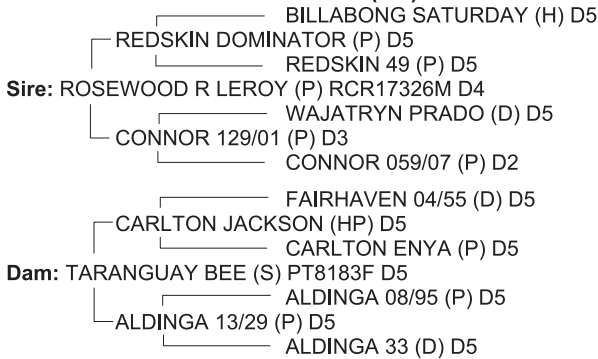 BILLABONG SATURDAY (H) D5
REDSKIN DOMINATOR (P) D5
REDSKIN 49 (P) D5
Sire: ROSEWOOD R LEROY (P) RCR17326M D4
WAJATRYN PRADO (D) D5
CONNOR 129/01 (P) D3
CONNOR 059/07 (P) D2
FAIRHAVEN 04/55 (D) D5
CARLTON JACKSON (HP) D5
CARLTON ENYA (P) D5
Dam: TARANGUAY BEE (S) PT8183F D5
ALDINGA 08/95 (P) D5
ALDINGA 13/29 (P) D5
ALDINGA 33 (D) D5